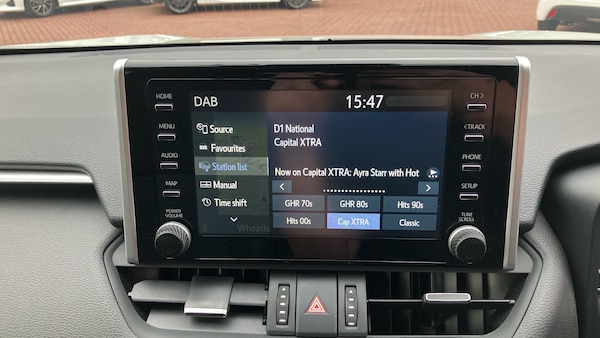 DAB 15:47
HOME
MENU
AUDIO
MAP
POWER
VOLUME
Source
Favourites
Station list
Manual
Time shift
D1 National
Capital XTRA
Now on Capital XTRA: Ayra Starr with Hot
GHR 70s GHR 80s Hits 90s
Hits 00s Cap XTRA Classic
Wheatle
CH >
< TRACK
PHONE
SETUP
TUNE
SCROLL